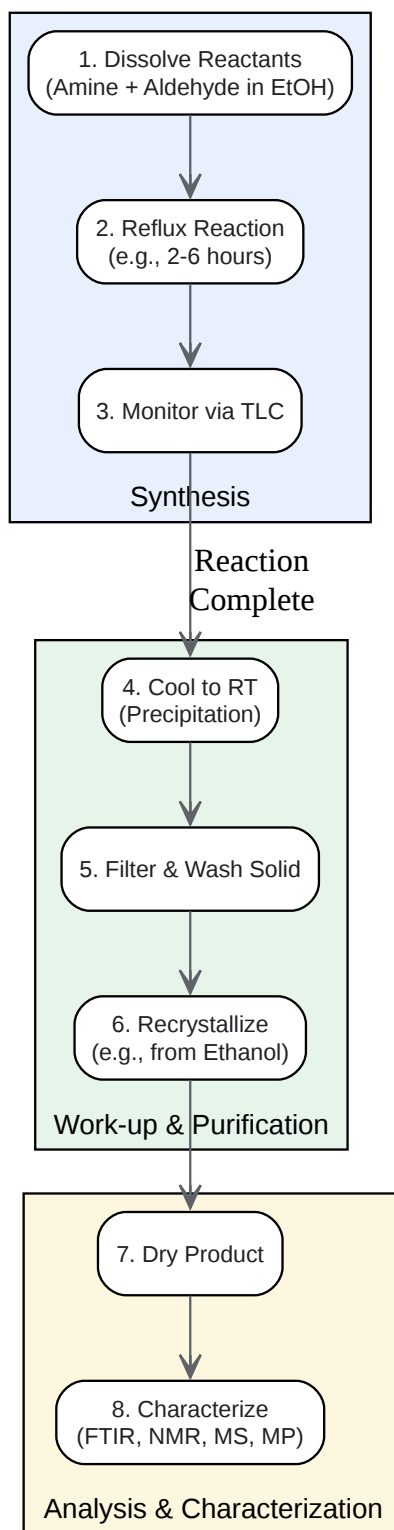 1. Dissolve Reactants
(Amine + Aldehyde in EtOH)
2. Reflux Reaction
(e.g., 2-6 hours)
3. Monitor via TLC
Synthesis
Reaction
Complete
4. Cool to RT
(Precipitation)
5. Filter & Wash Solid
6. Recrystallize
(e.g., from Ethanol)
Work-up & Purification
7. Dry Product
8. Characterize
(FTIR, NMR, MS, MP)
Analysis & Characterization